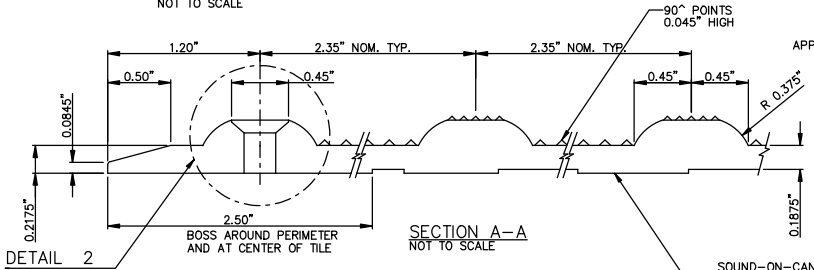 NOT TO SCALE
90^ POINTS
0.045" HIGH
1.20"
2.35" NOM. TYP.
2.35" NOM. TYP.
APP
0.50"
0.45"
0.45"
0.45"
R 0.375"
0.0845"
0.2175"
0.1875"
2.50"
BOSS AROUND PERIMETER
AND AT CENTER OF TILE
SECTION A-A
NOT TO SCALE
DETAIL 2
SOUND-ON-CAN